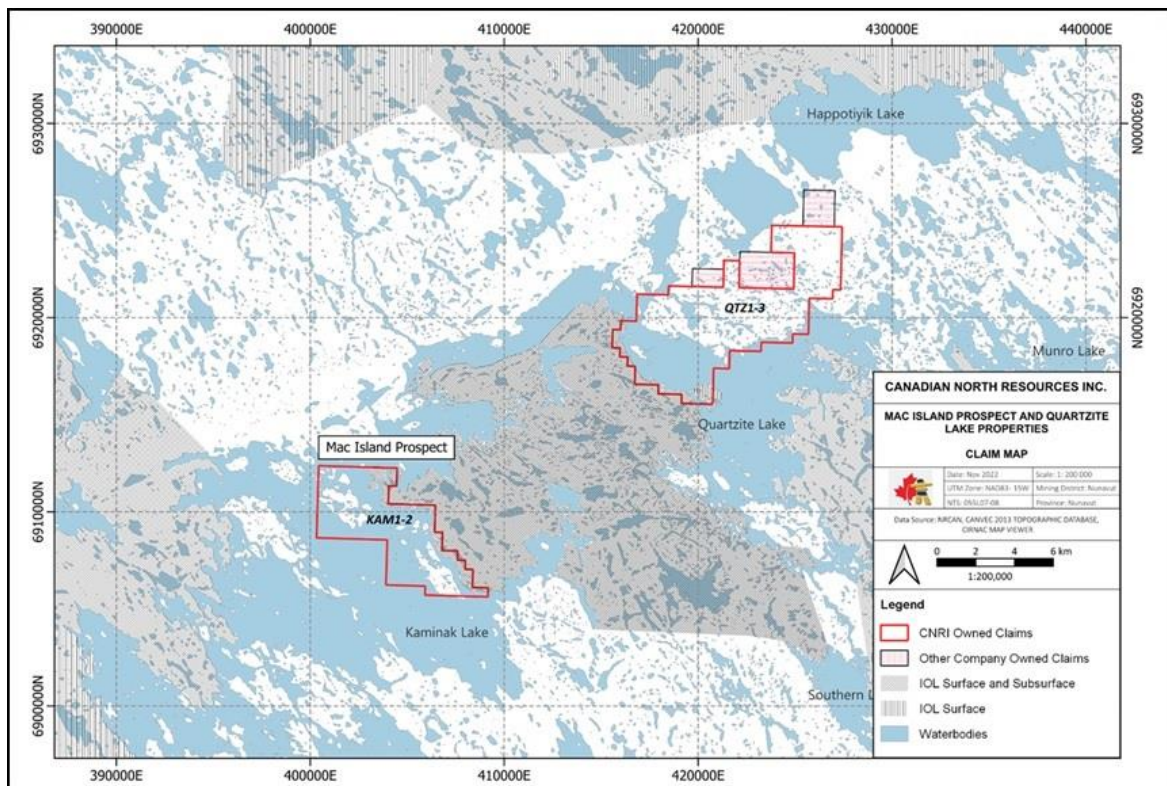 390000E 400000E 410000E 420000E 430000E 440000E
6930000N
6930000N
Happotiyik Lake
6920000N
QTZ1-3
6920000N
Munro Lake
Quartzite Lake
Mac Island Prospect
6910000N
KAM1-2
Kaminak Lake
6900000N
Southern
390000E 400000E 410000E 420000E
CANADIAN NORTH RESOURCES INC.
MAC ISLAND PROSPECT AND QUARTZITE
LAKE PROPERTIES
CLAIM MAP
Date: Nov 2022 Scale: 1: 200 000
UTM Zone: NAD83- 15W Mining District: Nunavut
NTS: 055L07-08 Province: Nunavut
Data Source: NRCAN, CANVEC 2013 TOPOGRAPHIC DATABASE,
CIRNAC MAP VIEWER
0 2 4 6 km
1:200,000
Legend
CNRI Owned Claims
Other Company Owned Claims
IOL Surface and Subsurface
IOL Surface
Waterbodies
430000E 440000E